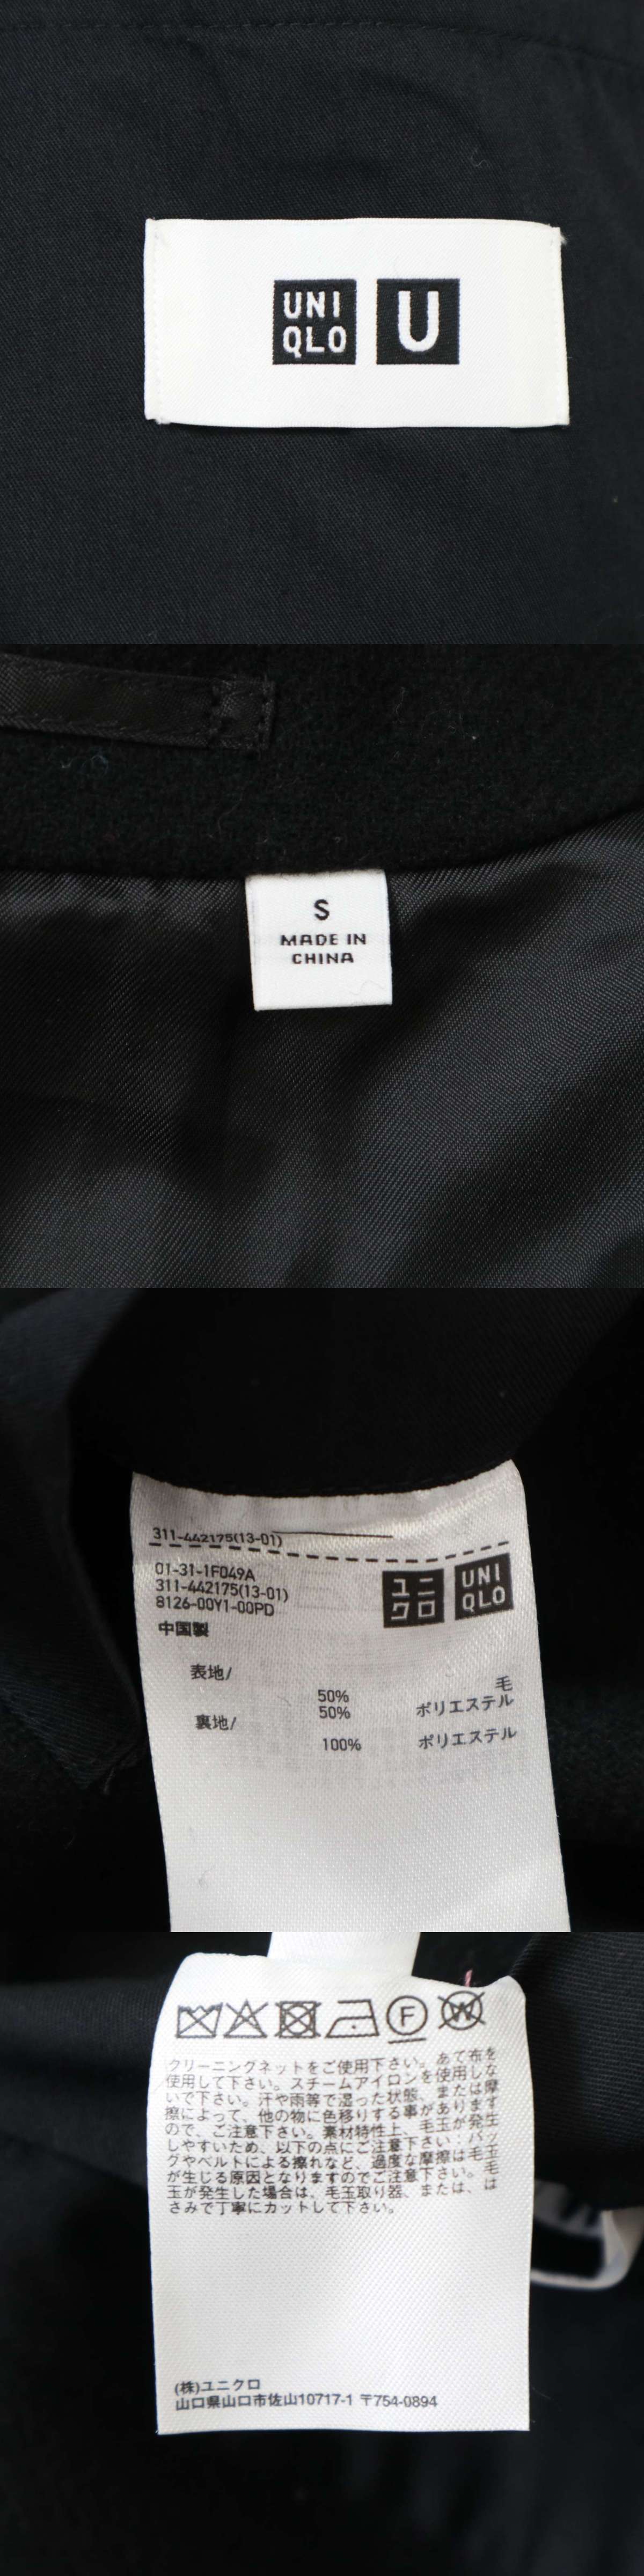 UNI
QLO
U
S
MADE IN
CHINA
311-442175(13-01)
01-31-1F049A
311-442175(13-01)
8126-00Y1-00PD
ユニ
クロ
UNI
QLO
中国製
表地/
50% 毛
50% ポリエステル
裏地/
100% ポリエステル
F
W
クリーニングネットをご使用下さい。あて布を
使用して下さい。スチームアイロンを使用しな
いで下さい。汗や雨等で湿った状態、または摩
擦によって、他の物に色移りする事があります
ので、ご注意下さい。素材特性上、毛玉が発生
しやすいため、以下の点にご注意下さい：バッ
グやベルトによる擦れなど、過度な摩擦は毛玉
が生じる原因となりますのでご注意下さい。毛
玉が発生した場合は、毛玉取り器、または、は
さみで丁寧にカットして下さい。
(株)ユニクロ
山口県山口市佐山10717-1 〒754-0894